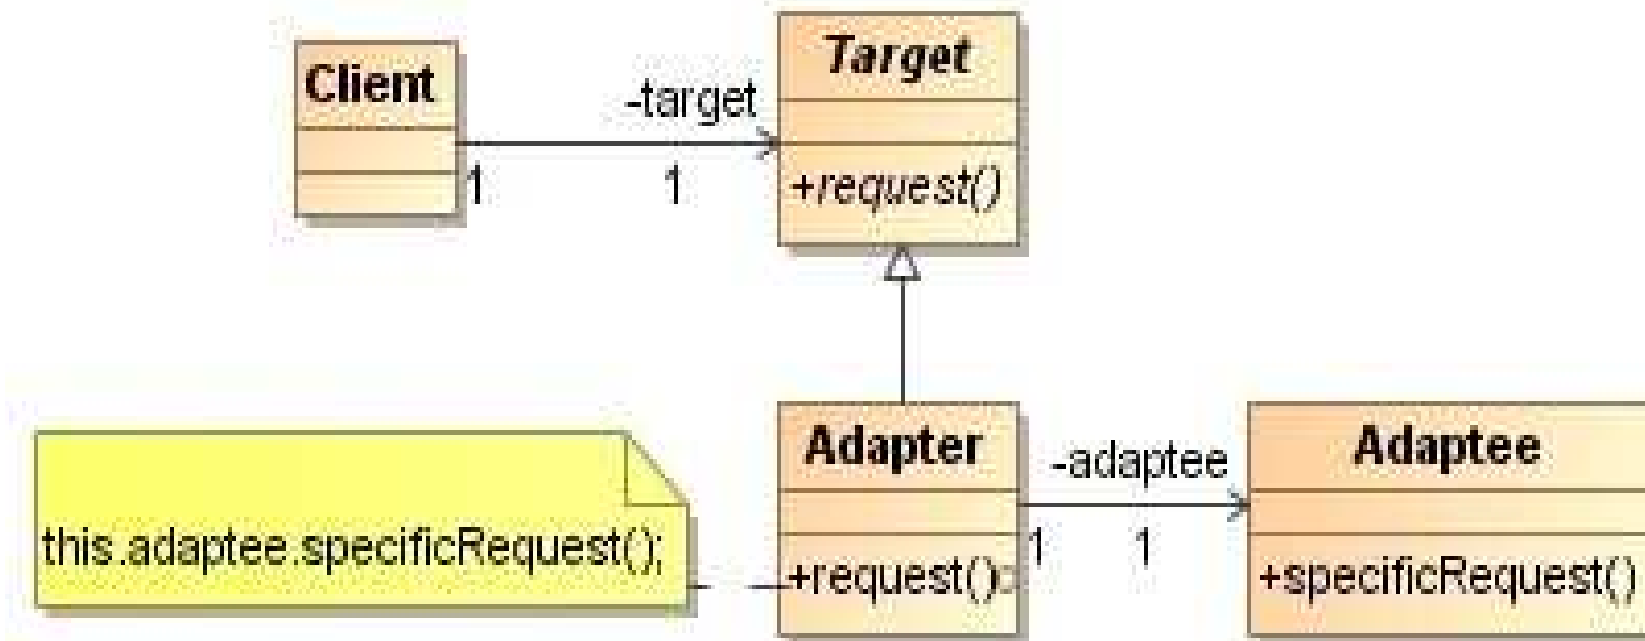 Client
-target
1
1
Target
+request()
this.adaptee.specificRequest();
Adapter
+request()
-adaptee
1
1
Adaptee
+specificRequest()